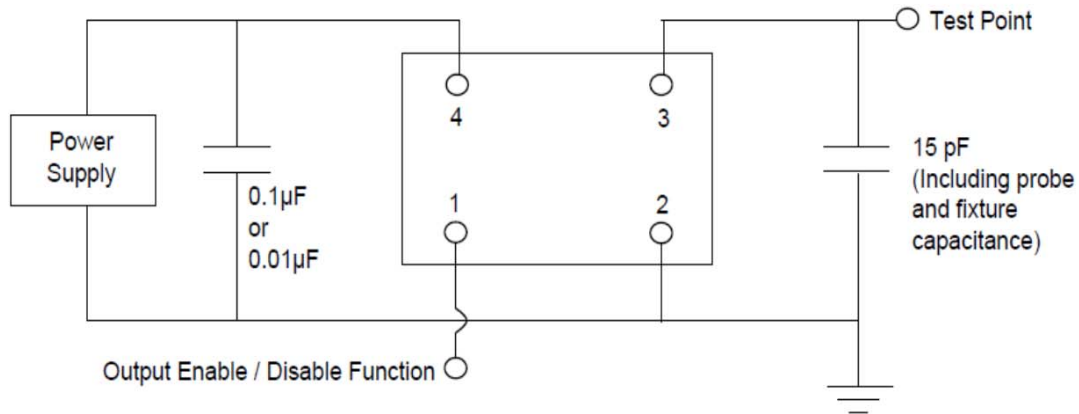 Test Point
4
3
Power
Supply
0.1µF
or
0.01µF
1
2
15 pF
(Including probe
and fixture
capacitance)
Output Enable / Disable Function